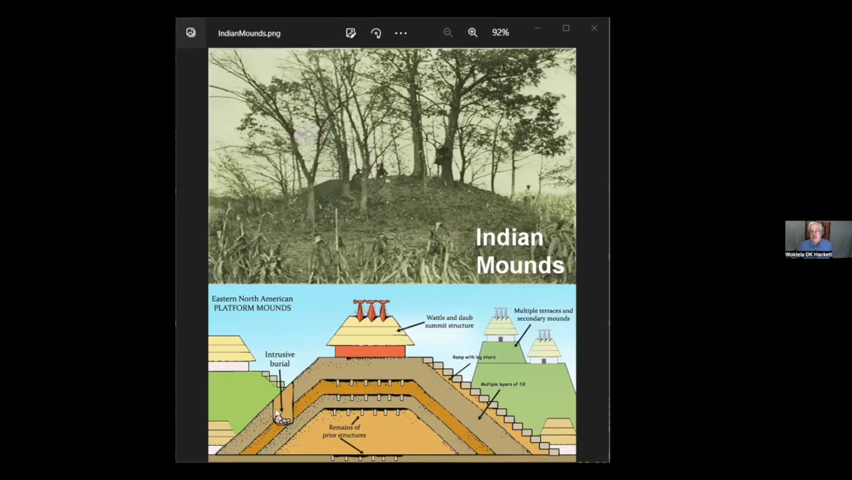 IndianMounds.png
92%
Indian
Mounds
Eastern North American
PLATFORM MOUNDS
Wattle and daub
summit structure
Multiple terraces and
secondary mounds
Intrusive
burial
Ramp with log stairs
Multiple layers of fill
Remains of
prior structures
Woktela DK Hackett